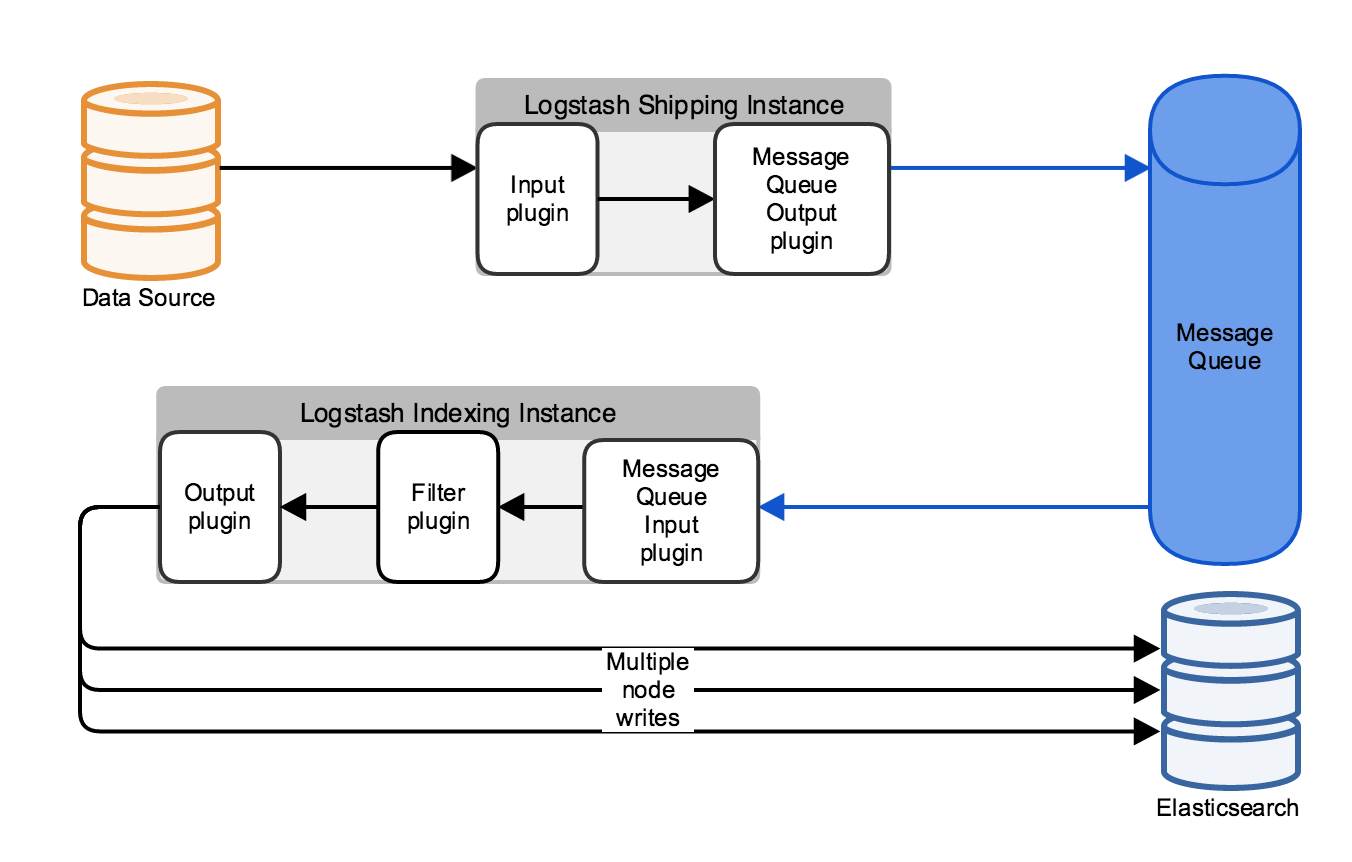 Logstash Shipping Instance
Input
plugin
Message
Queue
Output
plugin
Data Source
Message
Queue
Logstash Indexing Instance
Output
plugin
Filter
plugin
Message
Queue
Input
plugin
Multiple
node
writes
Elasticsearch